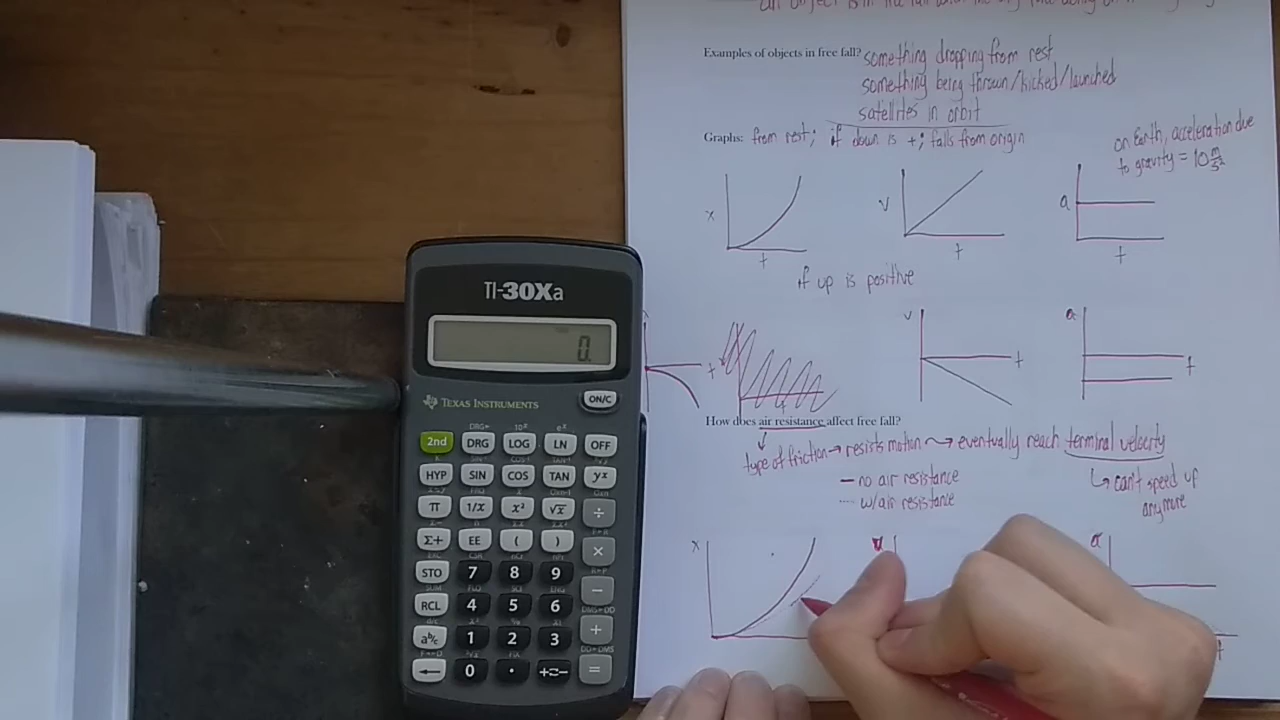 Examples of objects in free fall? something dropping from rest
something being thrown/kicked/launched
satellites in orbit
Graphs: from rest; if down is +; falls from origin
on Earth, acceleration due
to gravity = 10 m/s²
x
t
v
t
a
t
if up is positive
t
v
t
a
t
How does air resistance affect free fall?
type of friction → resists motion → eventually reach terminal velocity
— no air resistance
... w/air resistance
↳ can't speed up
anymore
x
v
a
t
TI-30Xa
0.
TEXAS INSTRUMENTS
ON/C
2nd DRG LOG LN OFF
HYP SIN COS TAN yˣ
π 1/x x² √x ÷
Σ+ EE ( ) ×
STO 7 8 9 −
RCL 4 5 6 +
aᵇ/c 1 2 3
← 0 . +⇆− =